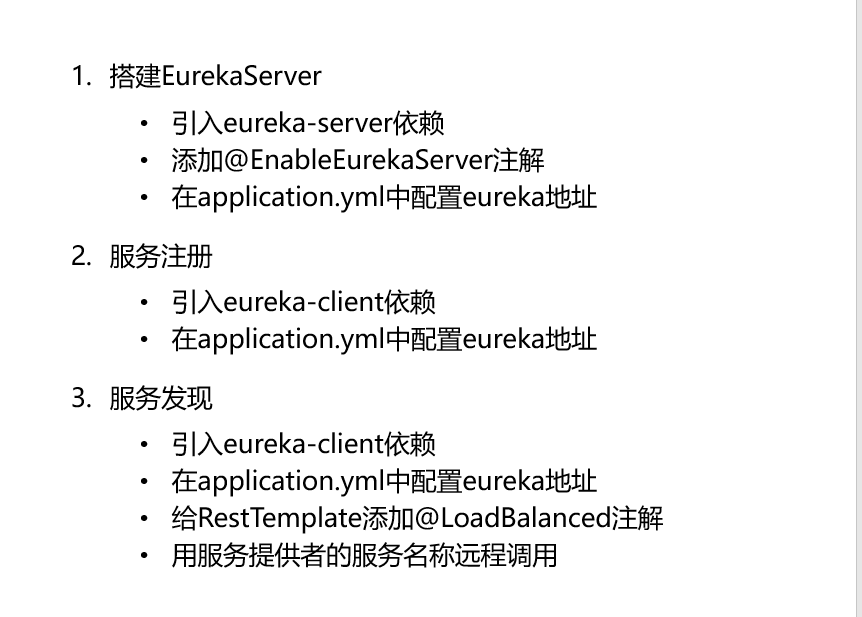 1. 搭建EurekaServer
• 引入eureka-server依赖
• 添加@EnableEurekaServer注解
• 在application.yml中配置eureka地址
2. 服务注册
• 引入eureka-client依赖
• 在application.yml中配置eureka地址
3. 服务发现
• 引入eureka-client依赖
• 在application.yml中配置eureka地址
• 给RestTemplate添加@LoadBalanced注解
• 用服务提供者的服务名称远程调用